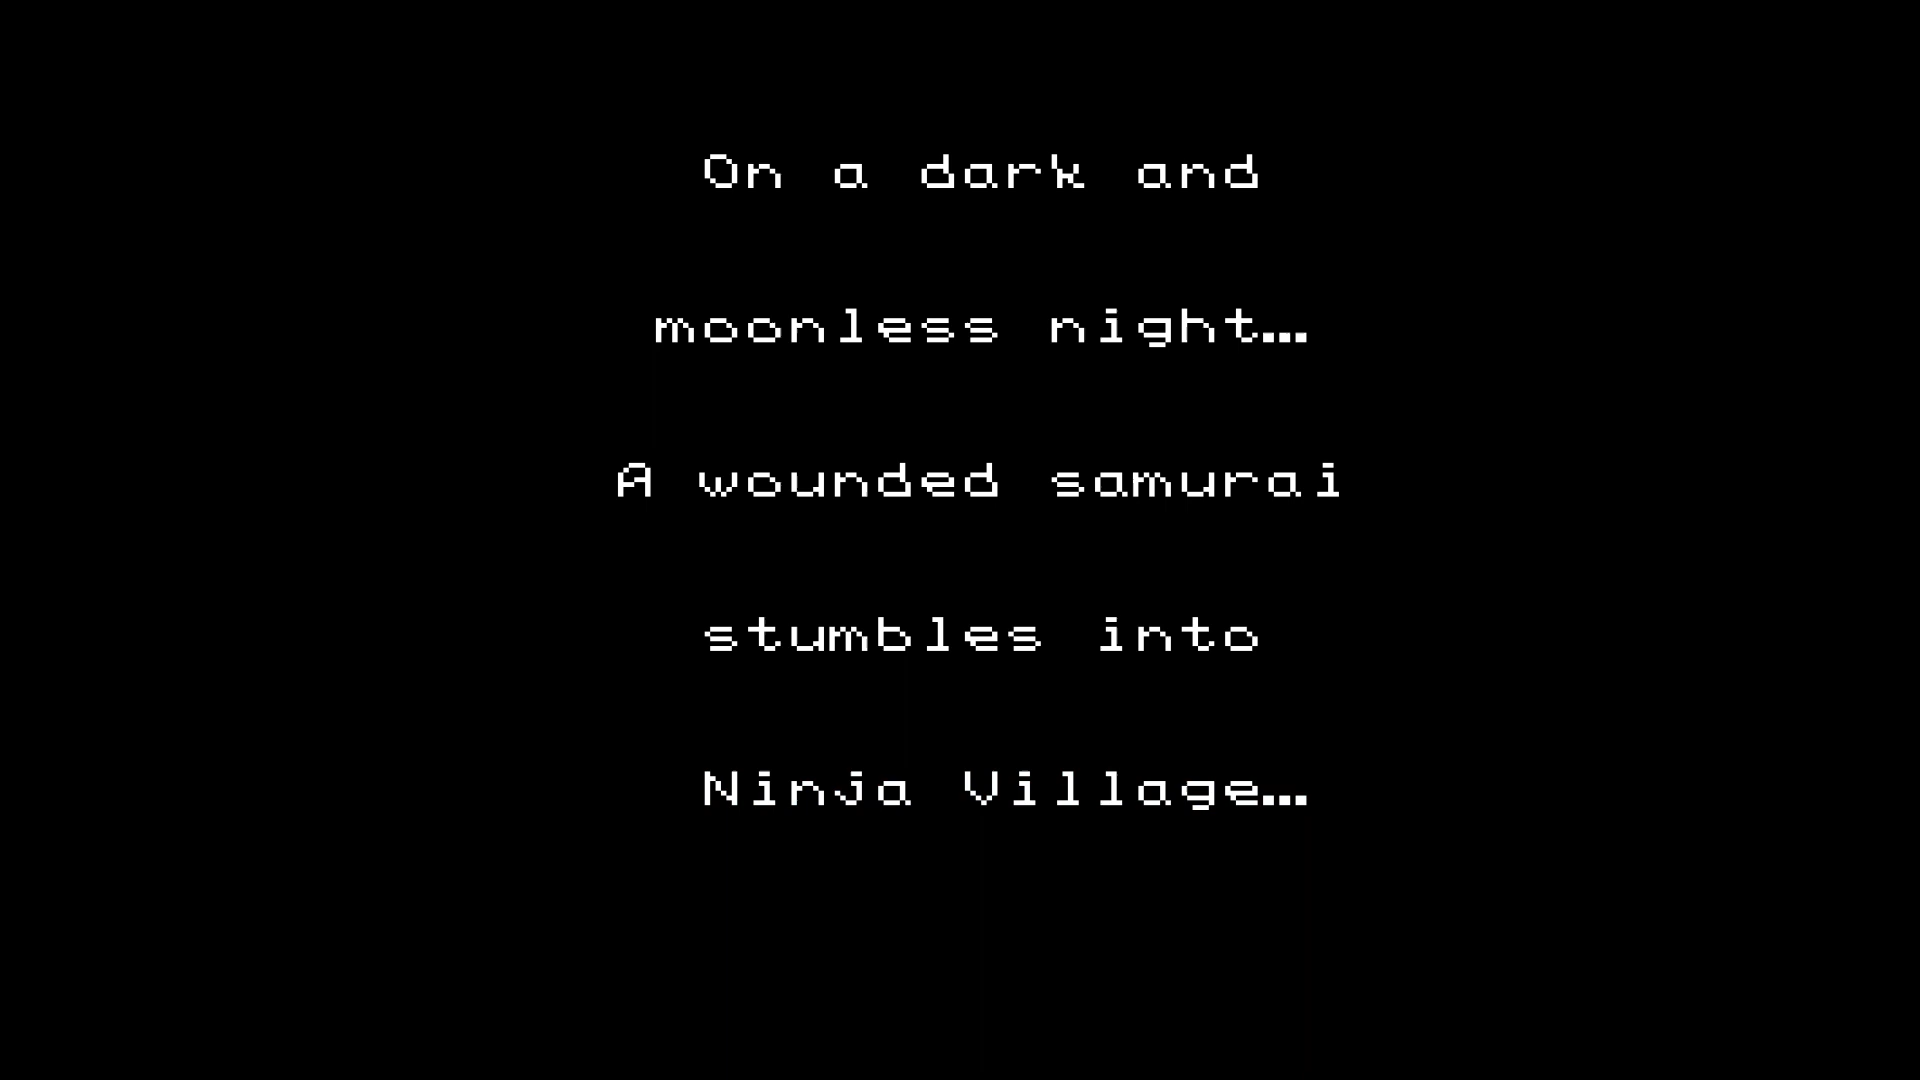 On a dark and
moonless night…
A wounded samurai
stumbles into
Ninja Village…